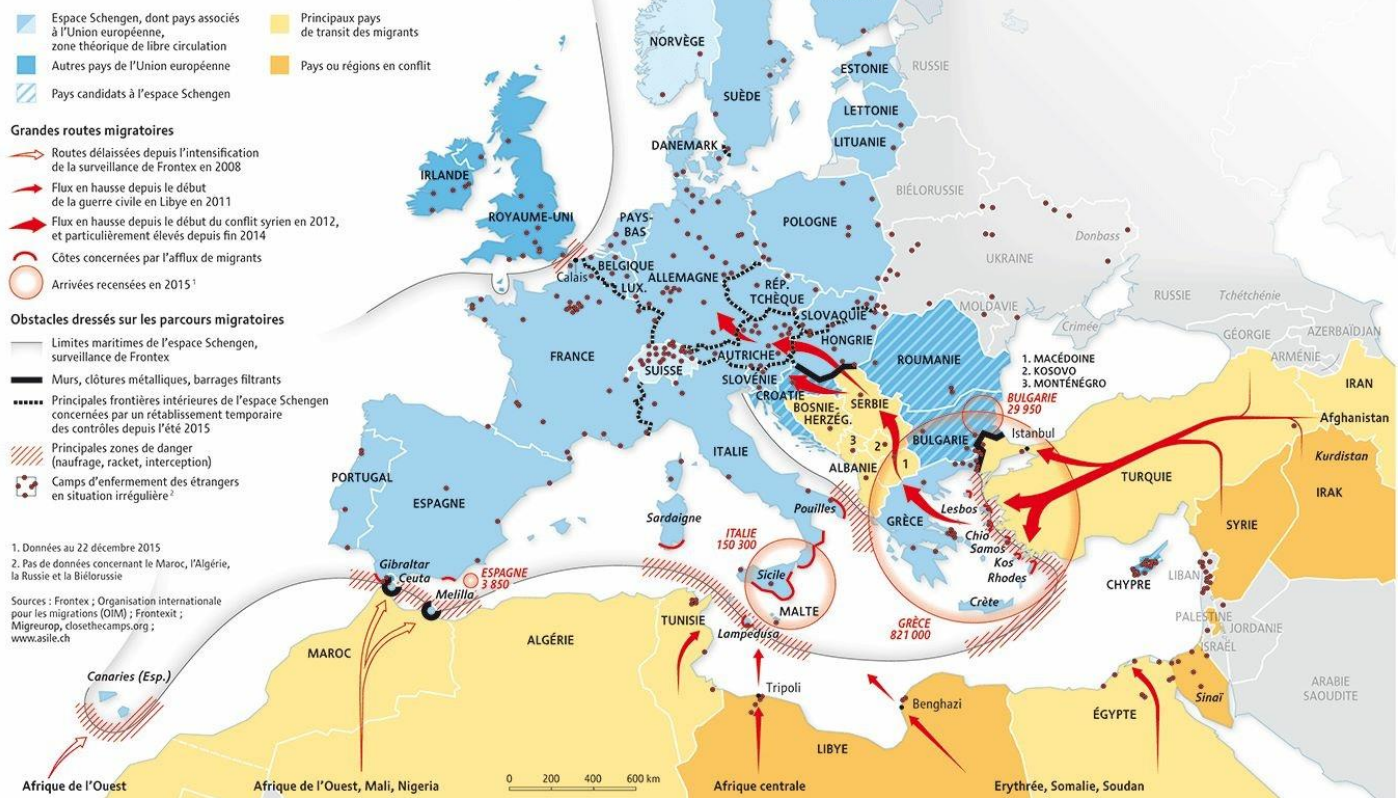 Espace Schengen, dont pays associés
à l'Union européenne,
zone théorique de libre circulation
Autres pays de l'Union européenne
Pays candidats à l'espace Schengen
Principaux pays
de transit des migrants
Pays ou régions en conflit
Grandes routes migratoires
Routes délaissées depuis l'intensification
de la surveillance de Frontex en 2008
Flux en hausse depuis le début
de la guerre civile en Libye en 2011
Flux en hausse depuis le début du conflit syrien en 2012,
et particulièrement élevés depuis fin 2014
Côtes concernées par l'afflux de migrants
Arrivées recensées en 2015 1
Obstacles dressés sur les parcours migratoires
Limites maritimes de l'espace Schengen,
surveillance de Frontex
Murs, clôtures métalliques, barrages filtrants
Principales frontières intérieures de l'espace Schengen
concernées par un rétablissement temporaire
des contrôles depuis l'été 2015
Principales zones de danger
(naufrage, racket, interception)
Camps d'enfermement des étrangers
en situation irrégulière 2
1. Données au 22 décembre 2015
2. Pas de données concernant le Maroc, l'Algérie,
la Russie et la Biélorussie
Sources : Frontex ; Organisation internationale
pour les migrations (OIM) ; Frontexit ;
Migreurop, closethecamps.org ;
www.asile.ch
NORVÈGE
SUÈDE
ESTONIE
RUSSIE
LETTONIE
LITUANIE
DANEMARK
BIÉLORUSSIE
IRLANDE
ROYAUME-UNI
PAYS-
BAS
POLOGNE
Donbass
UKRAINE
Calais
BELGIQUE
LUX.
ALLEMAGNE
RÉP.
TCHÈQUE
SLOVAQUIE
MOLDAVIE
RUSSIE
Tchétchénie
Crimée
GÉORGIE
AZERBAÏDJAN
ARMÉNIE
FRANCE
SUISSE
AUTRICHE
HONGRIE
SLOVÉNIE
CROATIE
ROUMANIE
1. MACÉDOINE
2. KOSOVO
3. MONTÉNÉGRO
BOSNIE-
HERZÉG.
SERBIE
BULGARIE
29 950
BULGARIE
Istanbul
IRAN
Afghanistan
Kurdistan
3
2
1
ITALIE
ALBANIE
TURQUIE
IRAK
SYRIE
PORTUGAL
ESPAGNE
Sardaigne
Pouilles
GRÈCE
Lesbos
Chio
Samos
Kos
Rhodes
ITALIE
150 300
Sicile
MALTE
Crète
GRÈCE
821 000
CHYPRE
LIBAN
PALESTINE
JORDANIE
ISRAËL
Gibraltar
Ceuta
Melilla
ESPAGNE
3 850
MAROC
ALGÉRIE
TUNISIE
Lampedusa
Canaries (Esp.)
Tripoli
Benghazi
LIBYE
ÉGYPTE
Sinaï
ARABIE
SAOUDITE
Afrique de l'Ouest
Afrique de l'Ouest, Mali, Nigeria
0 200 400 600 km
Afrique centrale
Erythrée, Somalie, Soudan